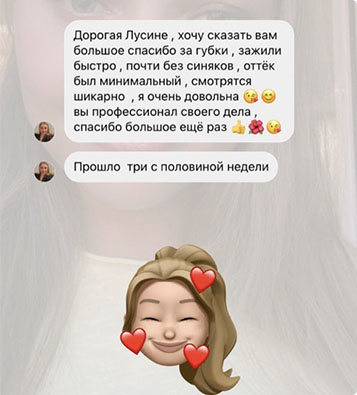 Дорогая Лусине , хочу сказать вам
большое спасибо за губки , зажили
быстро , почти без синяков , оттёк
был минимальный , смотрятся
шикарно , я очень довольна 😘😊
вы профессионал своего дела ,
спасибо большое ещё раз 👍🌺😘
Прошло три с половиной недели